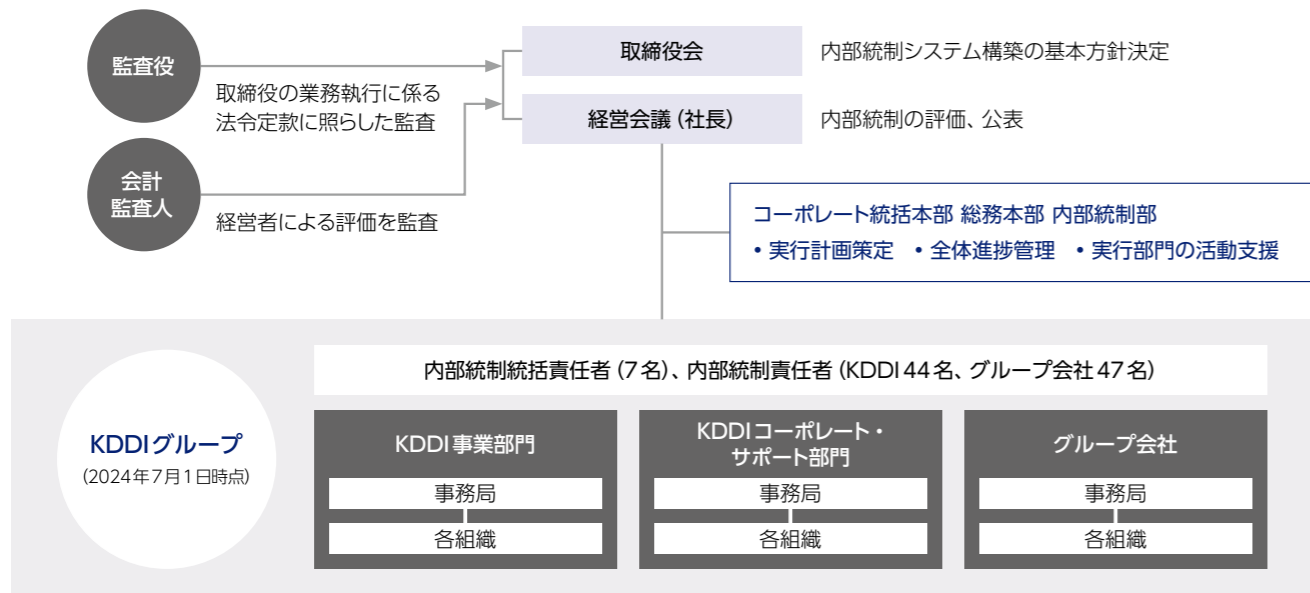 監査役
取締役の業務執行に係る
法令定款に照らした監査
会計
監査人
経営者による評価を監査
取締役会
内部統制システム構築の基本方針決定
経営会議（社長）
内部統制の評価、公表
コーポレート統括本部 総務本部 内部統制部
• 実行計画策定 • 全体進捗管理 • 実行部門の活動支援
KDDIグループ
（2024年7月1日時点）
内部統制統括責任者（7名）、内部統制責任者（KDDI 44名、グループ会社 47名）
KDDI事業部門
事務局
各組織
KDDIコーポレート・
サポート部門
事務局
各組織
グループ会社
事務局
各組織